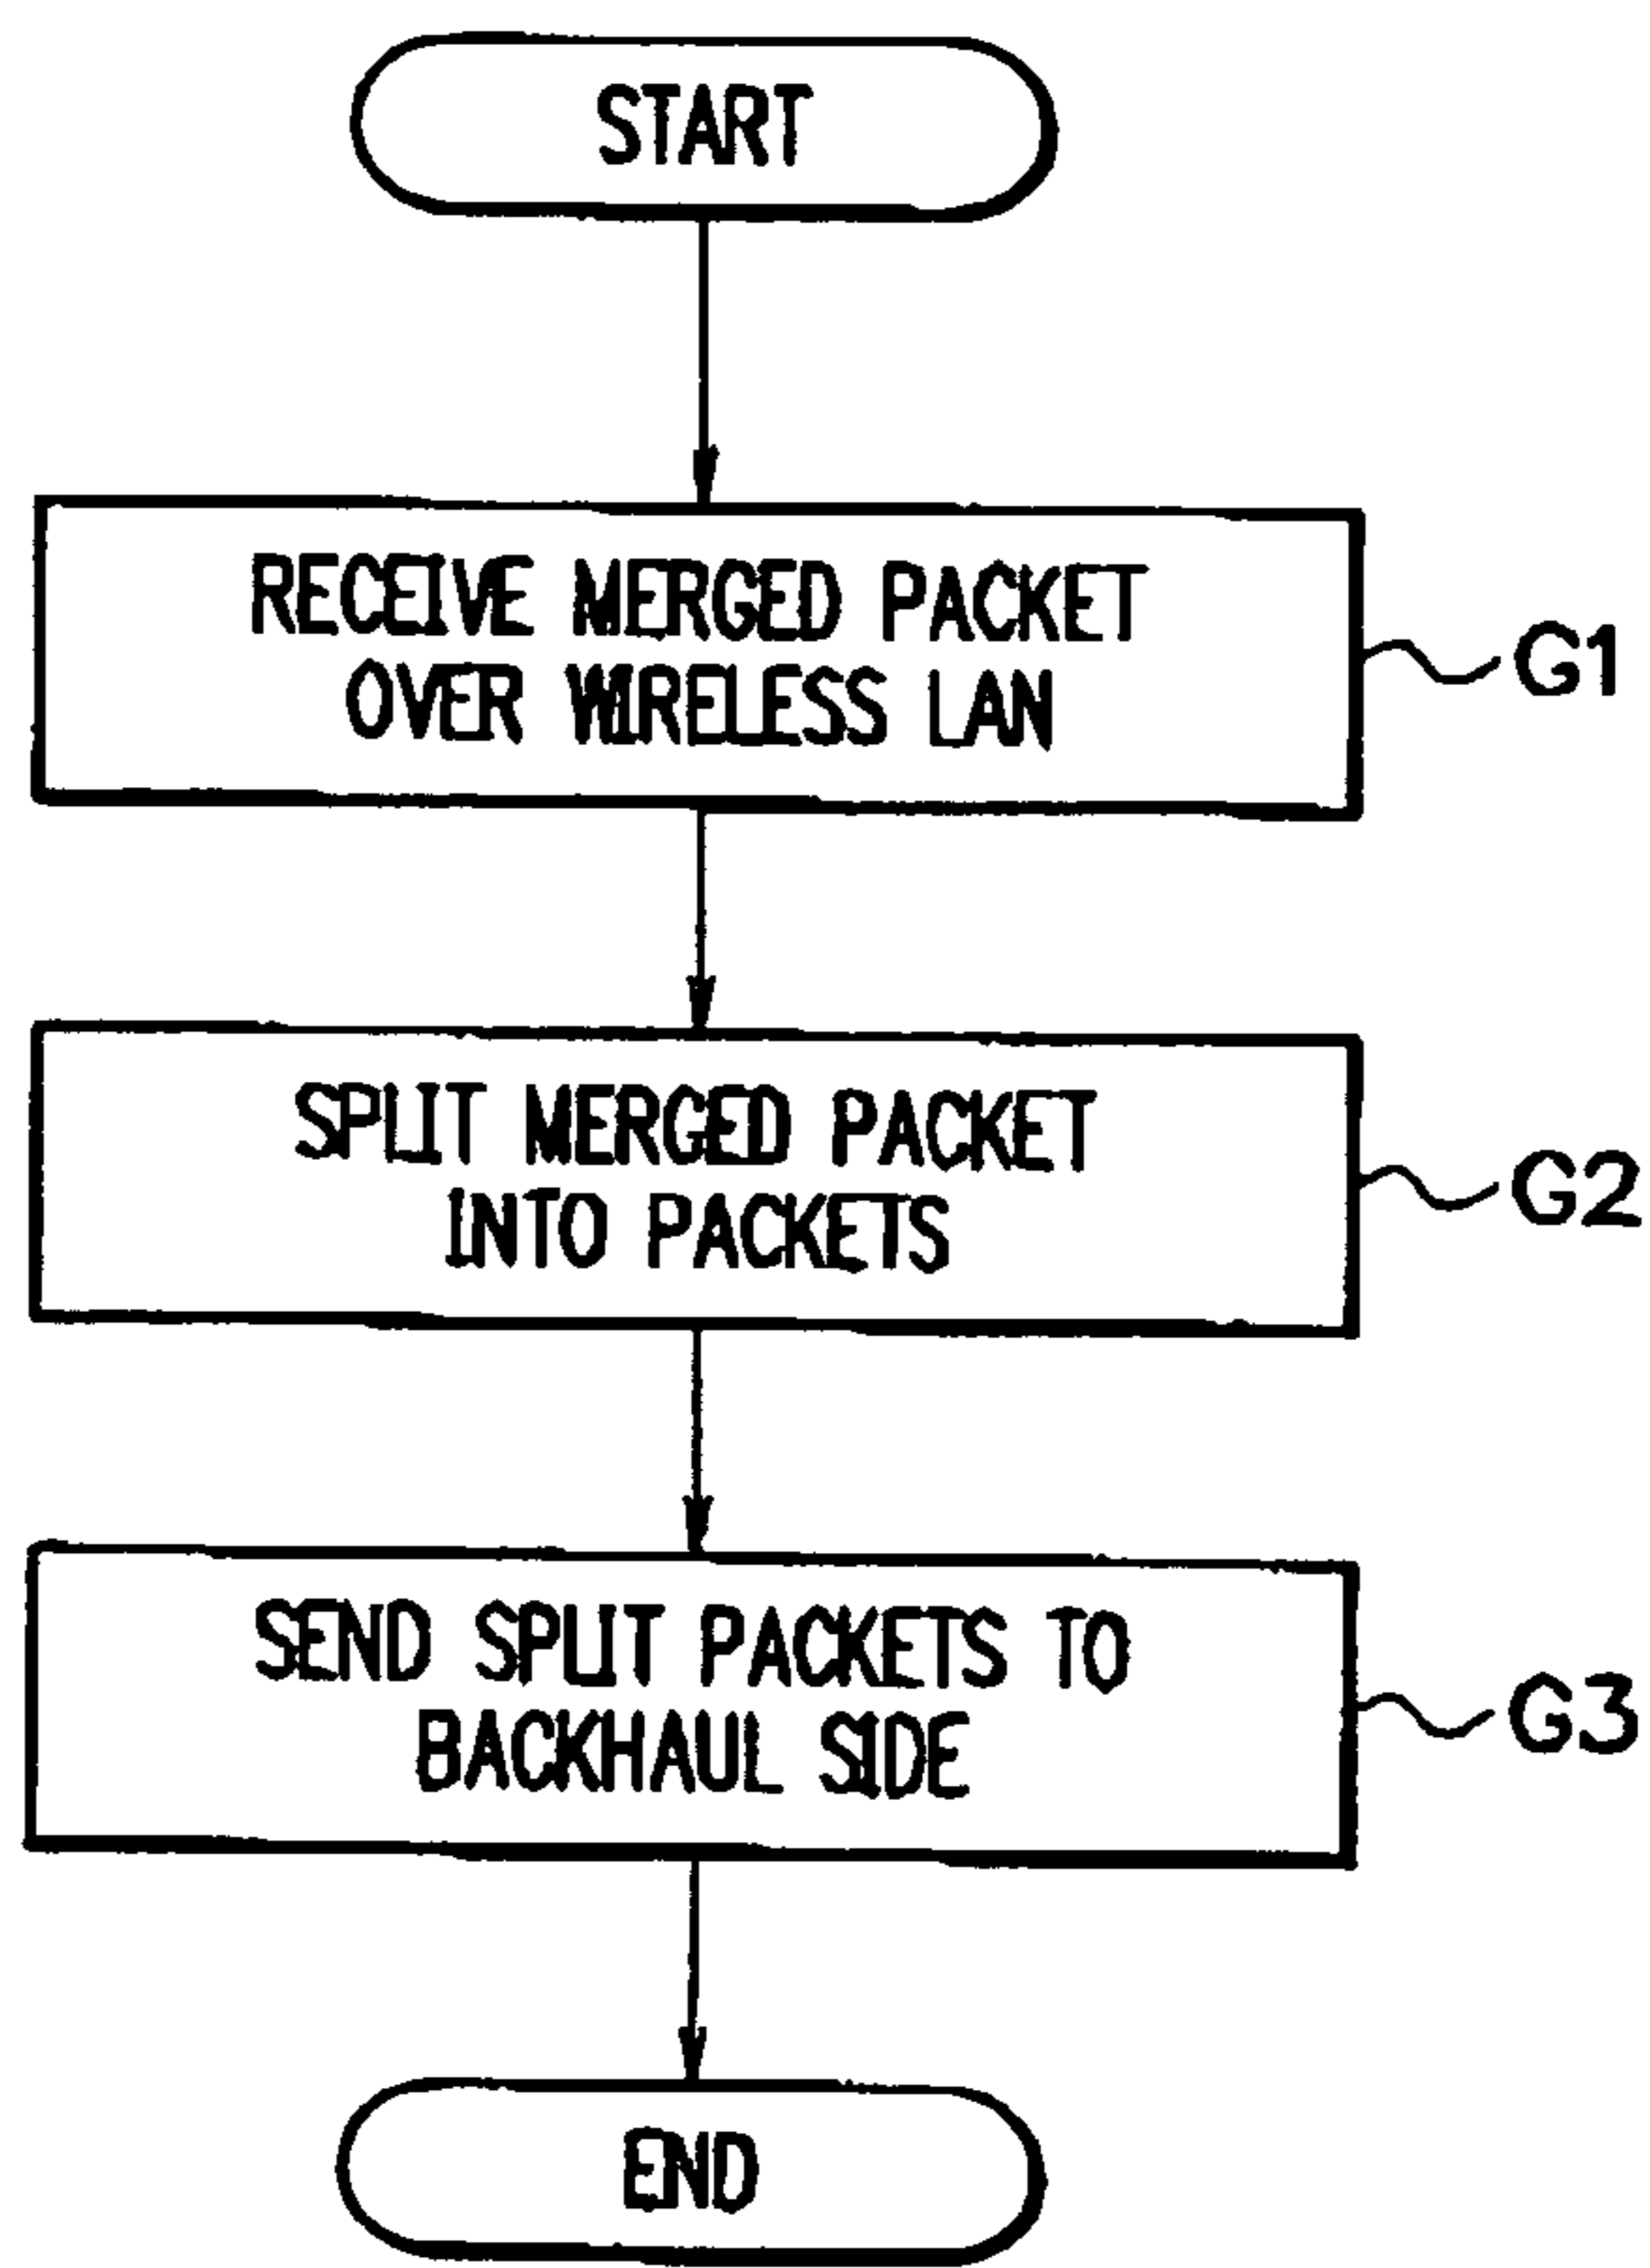 START
RECEIVE MERGED PACKET
OVER WIRELESS LAN
G1
SPLIT MERGED PACKET
INTO PACKETS
G2
SEND SPLIT PACKETS TO
BACKHAUL SIDE
G3
END